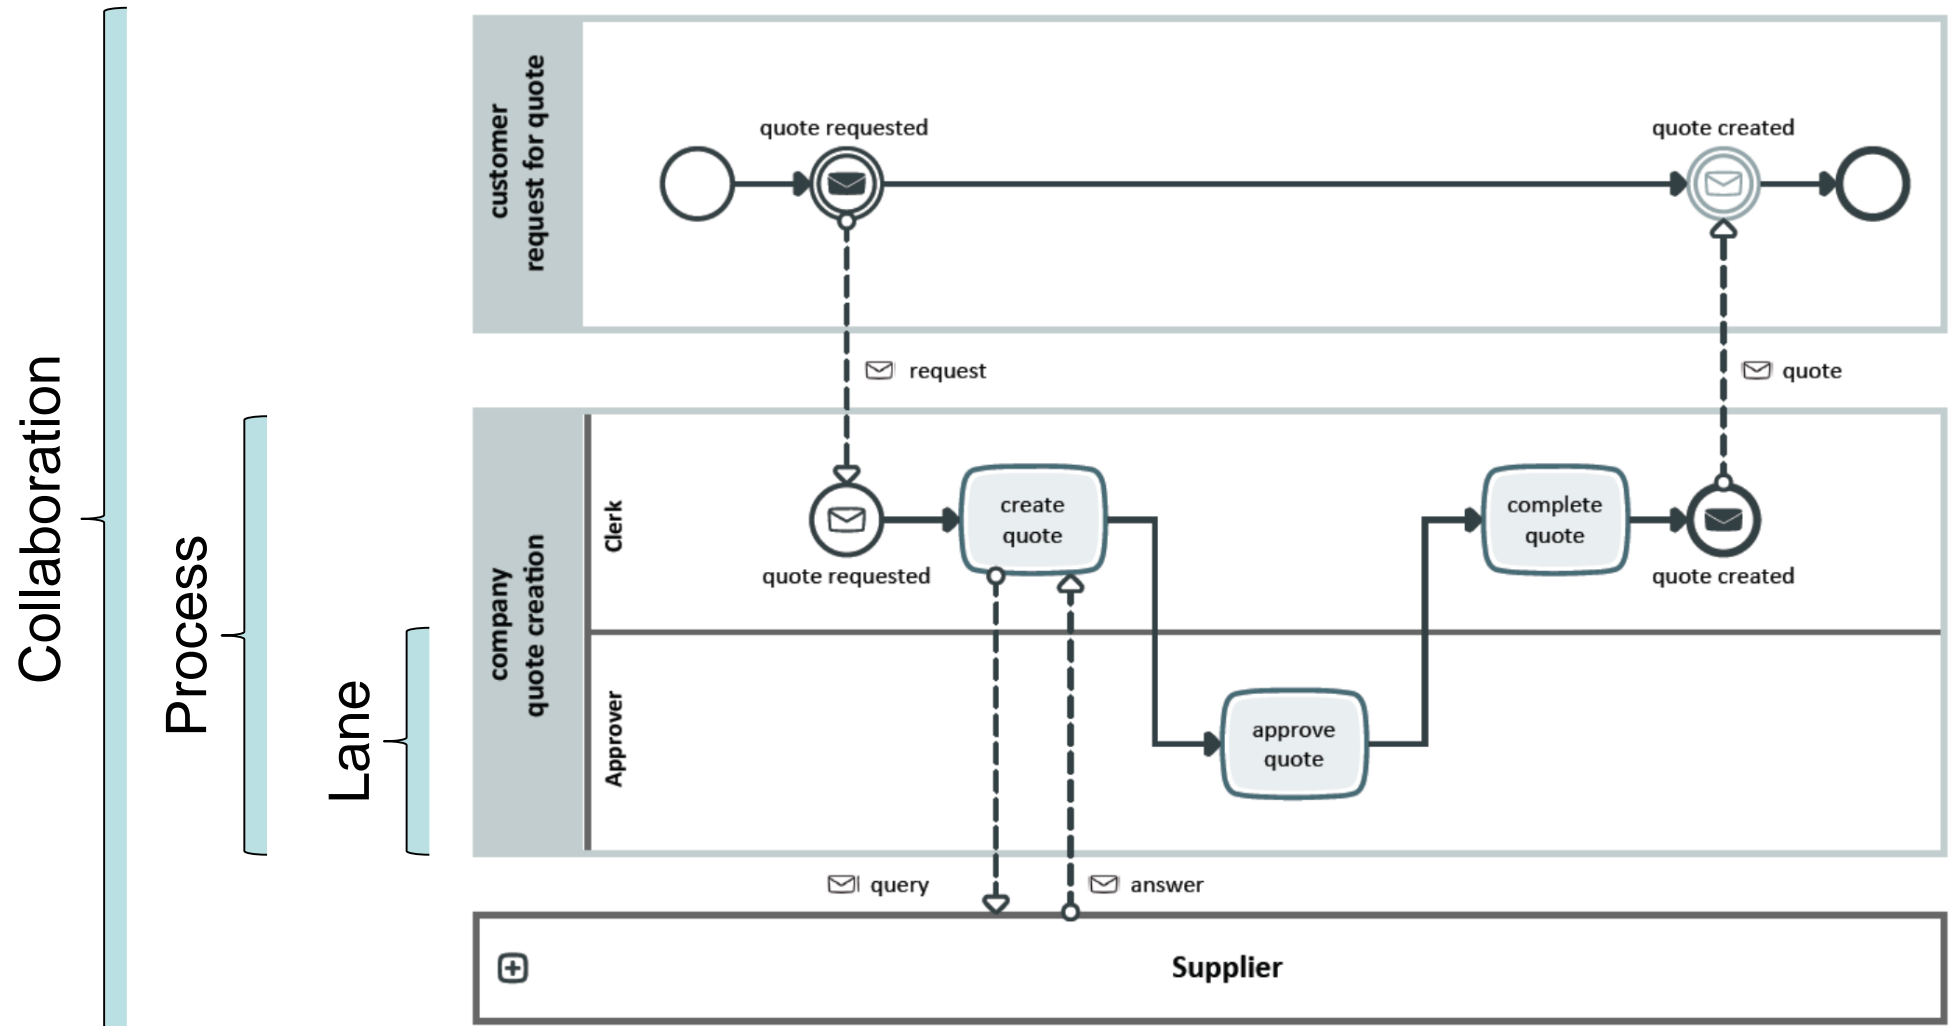 Collaboration
Process
Lane
customer
request for quote
quote requested
quote created
request
quote
company
quote creation
Clerk
create
quote
complete
quote
quote requested
quote created
Approver
approve
quote
query
answer
Supplier